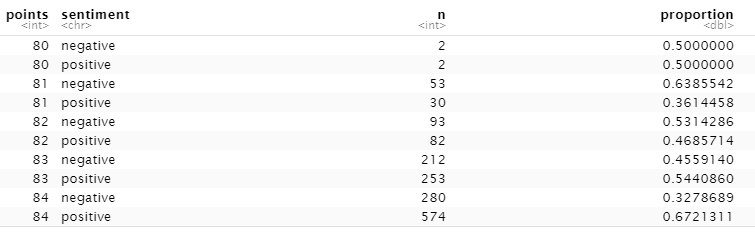 points sentiment n proportion
<int> <chr> <int> <dbl>
80 negative 2 0.5000000
80 positive 2 0.5000000
81 negative 53 0.6385542
81 positive 30 0.3614458
82 negative 93 0.5314286
82 positive 82 0.4685714
83 negative 212 0.4559140
83 positive 253 0.5440860
84 negative 280 0.3278689
84 positive 574 0.6721311